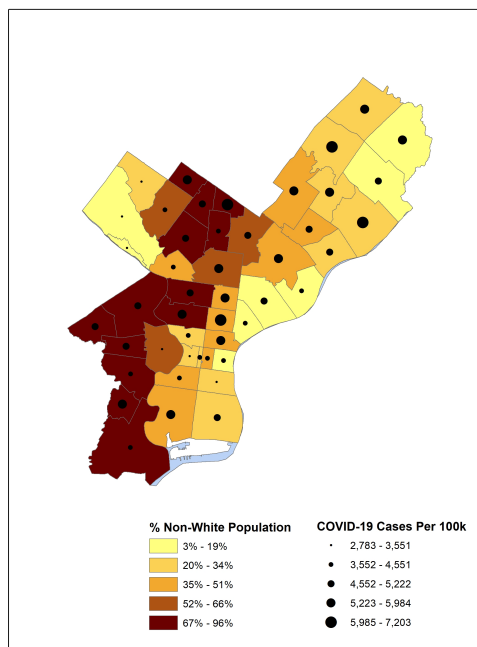 % Non-White Population
3% - 19%
20% - 34%
35% - 51%
52% - 66%
67% - 96%
COVID-19 Cases Per 100k
2,783 - 3,551
3,552 - 4,551
4,552 - 5,222
5,223 - 5,984
5,985 - 7,203